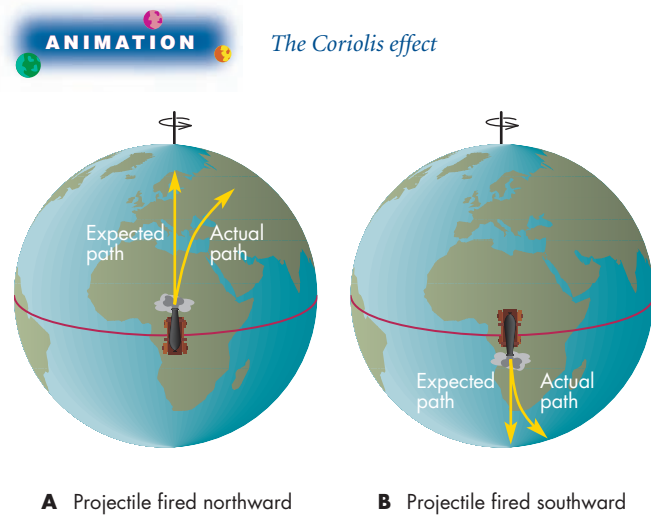 ANIMATION
The Coriolis effect
Expected
path
Actual
path
Expected
path
Actual
path
A Projectile fired northward
B Projectile fired southward